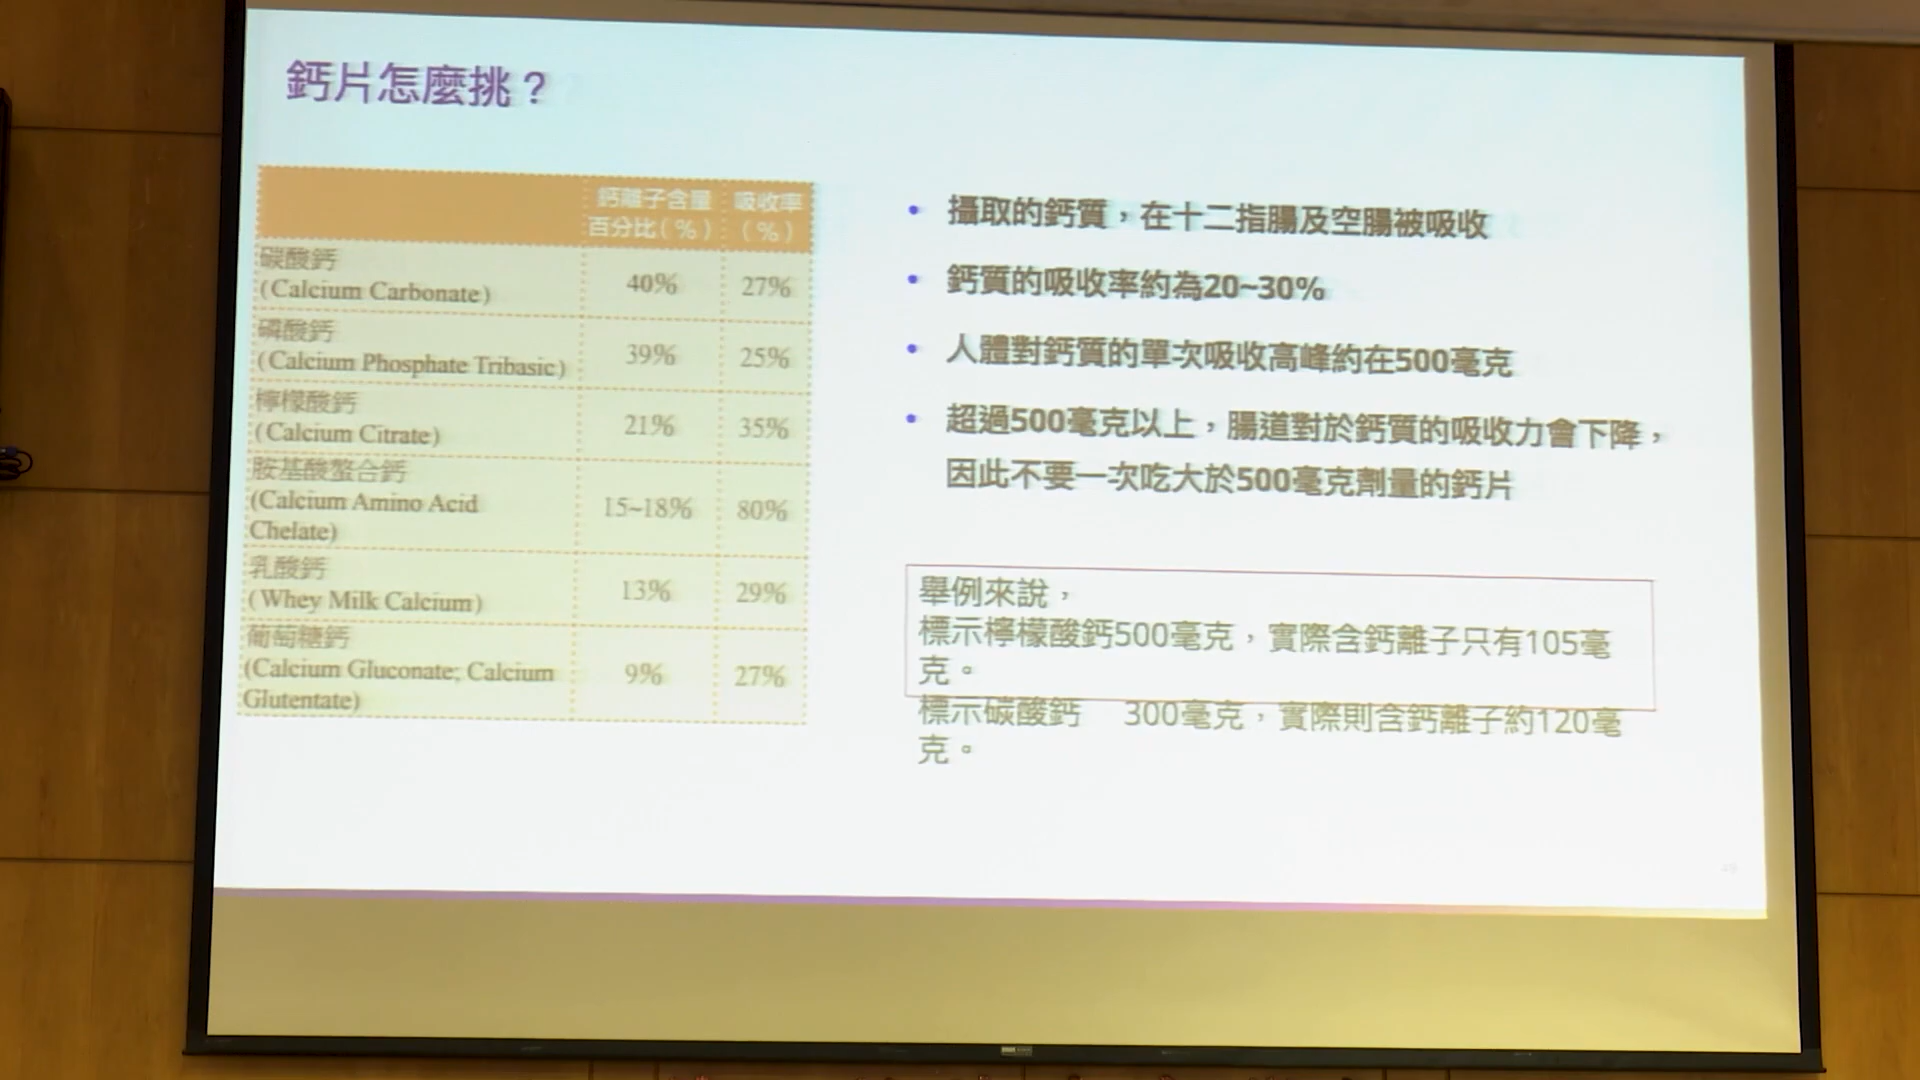 鈣片怎麼挑？
鈣離子含量 吸收率
百分比(%) (%)
碳酸鈣
(Calcium Carbonate) 40% 27%
磷酸鈣
(Calcium Phosphate Tribasic) 39% 25%
檸檬酸鈣
(Calcium Citrate) 21% 35%
胺基酸螯合鈣
(Calcium Amino Acid 15~18% 80%
Chelate)
乳酸鈣
(Whey Milk Calcium) 13% 29%
葡萄糖鈣
(Calcium Gluconate; Calcium 9% 27%
Glutentate)
• 攝取的鈣質，在十二指腸及空腸被吸收
• 鈣質的吸收率約為20~30%
• 人體對鈣質的單次吸收高峰約在500毫克
• 超過500毫克以上，腸道對於鈣質的吸收力會下降，
因此不要一次吃大於500毫克劑量的鈣片
舉例來說，
標示檸檬酸鈣500毫克，實際含鈣離子只有105毫
克。
標示碳酸鈣 300毫克，實際則含鈣離子約120毫
克。